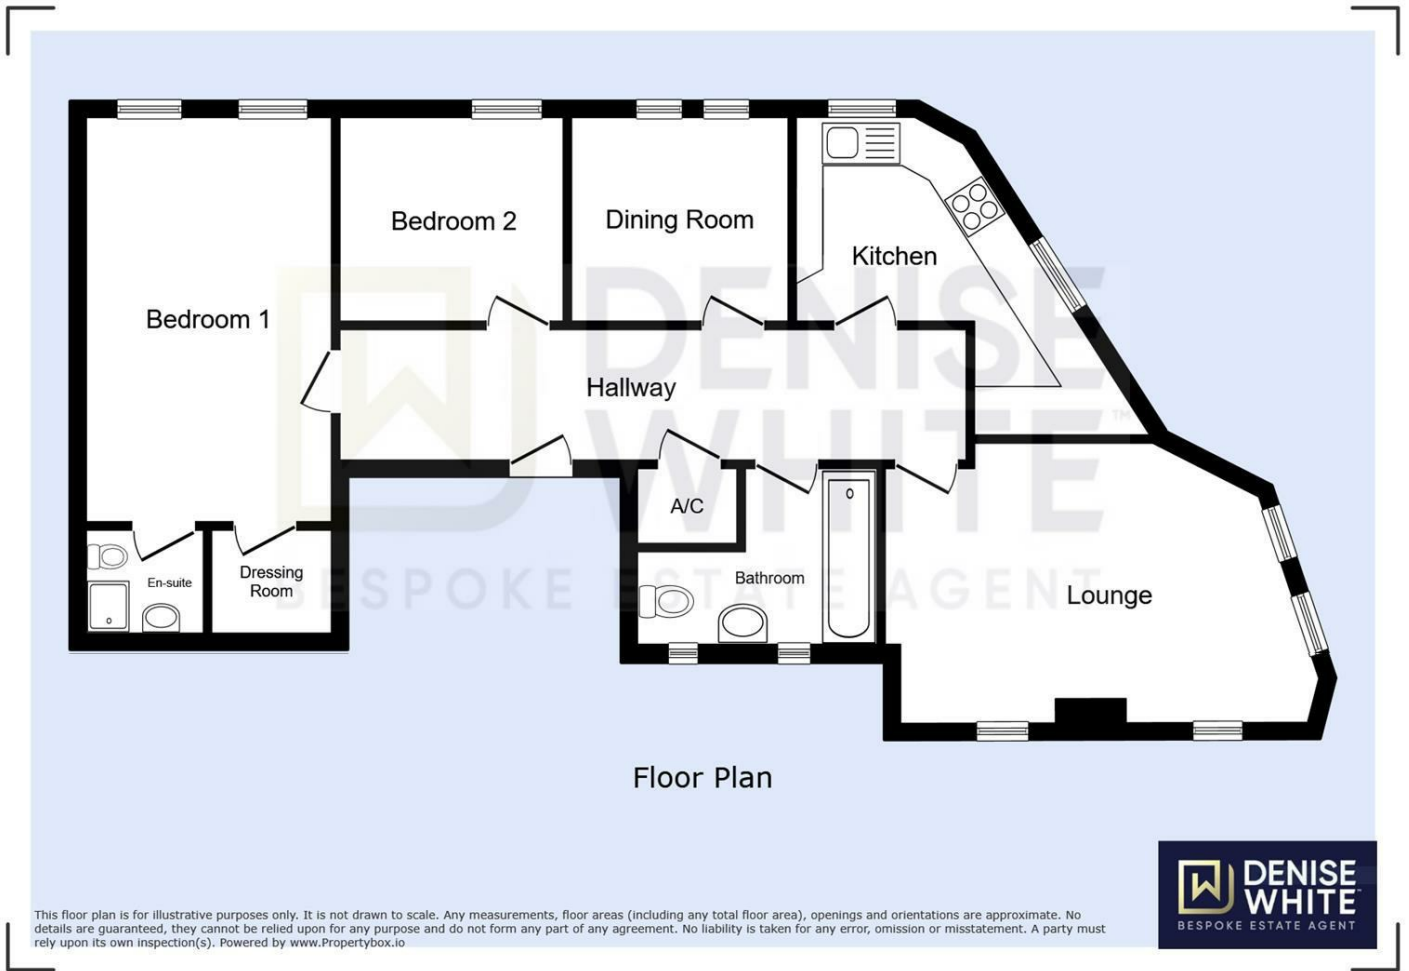 Bedroom 2
Dining Room
Kitchen
Bedroom 1
Hallway
DENISE
WHITE™
BESPOKE ESTATE AGENT
A/C
En-suite
Dressing
Room
Bathroom
Lounge
Floor Plan
DENISE
WHITE™
BESPOKE ESTATE AGENT
This floor plan is for illustrative purposes only. It is not drawn to scale. Any measurements, floor areas (including any total floor area), openings and orientations are approximate. No
details are guaranteed, they cannot be relied upon for any purpose and do not form any part of any agreement. No liability is taken for any error, omission or misstatement. A party must
rely upon its own inspection(s). Powered by www.Propertybox.io